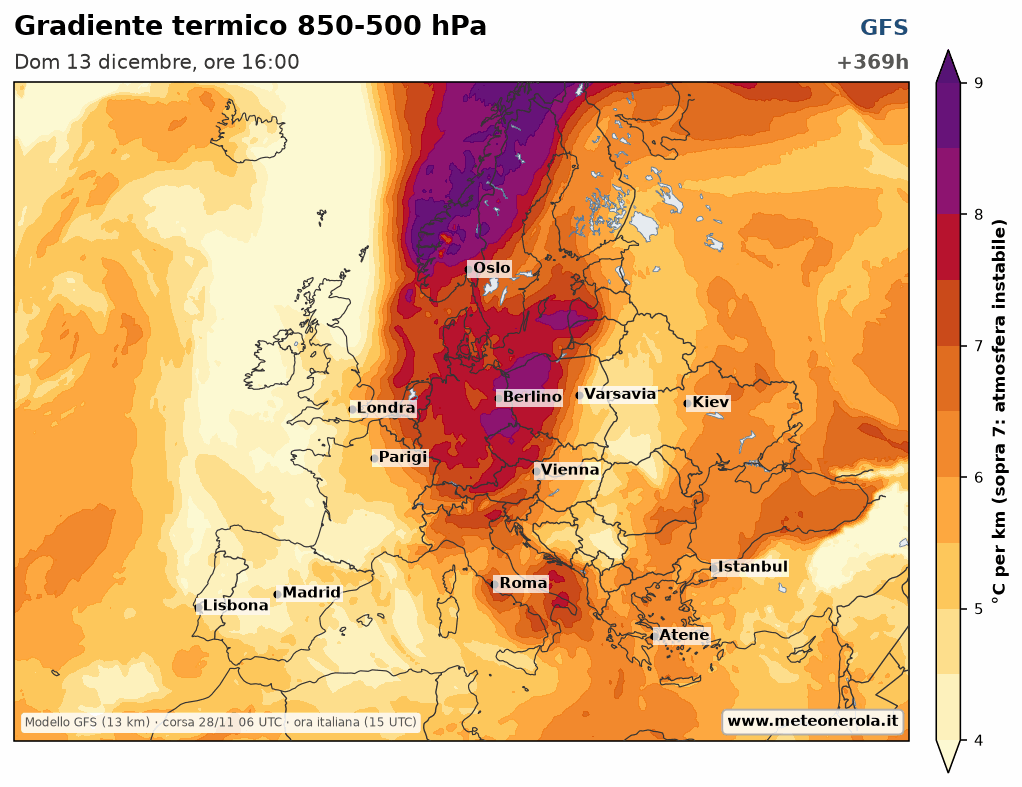 Gradiente termico 850-500 hPa
GFS
Dom 13 dicembre, ore 16:00
+369h
Oslo
Berlino
Varsavia
Kiev
Londra
Parigi
Vienna
Roma
Istanbul
Madrid
Lisbona
Atene
Modello GFS (13 km) · corsa 28/11 06 UTC · ora italiana (15 UTC)
www.meteonerola.it
9
8
7
6
5
4
°C per km (sopra 7: atmosfera instabile)